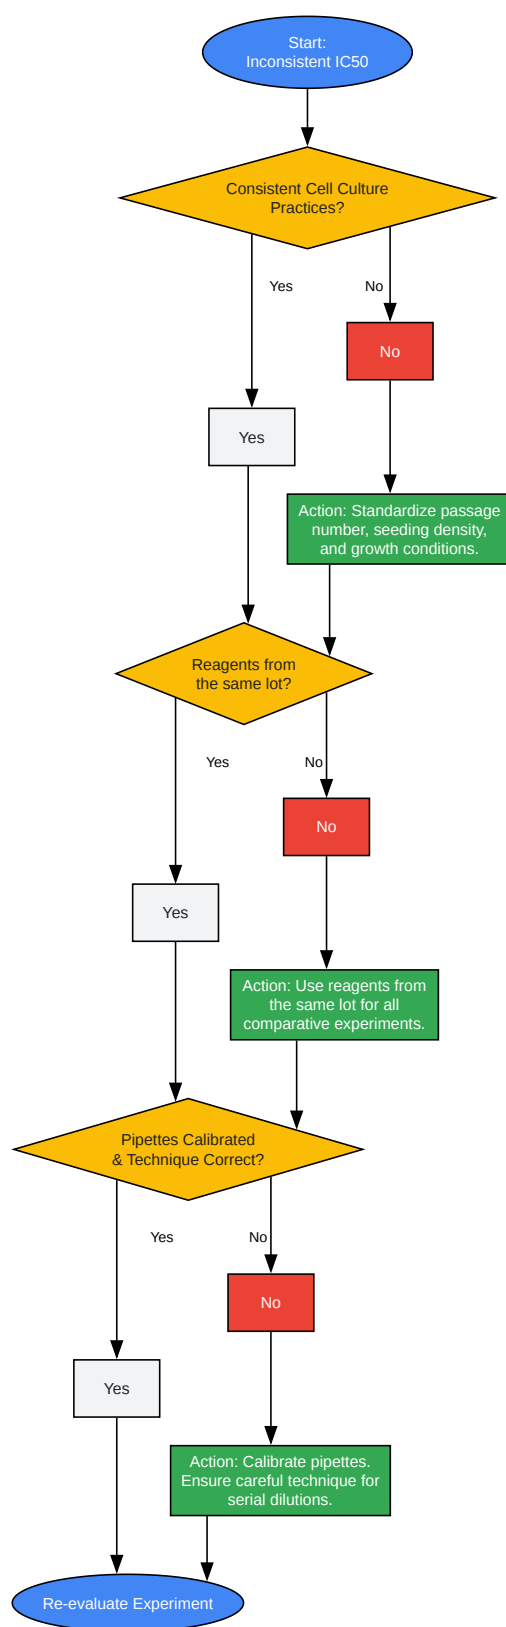 Start:
Inconsistent IC50
Consistent Cell Culture
Practices?
Yes
No
No
Yes
Action: Standardize passage
number, seeding density,
and growth conditions.
Reagents from
the same lot?
Yes
No
No
Yes
Action: Use reagents from
the same lot for all
comparative experiments.
Pipettes Calibrated
& Technique Correct?
Yes
No
No
Yes
Action: Calibrate pipettes.
Ensure careful technique for
serial dilutions.
Re-evaluate Experiment